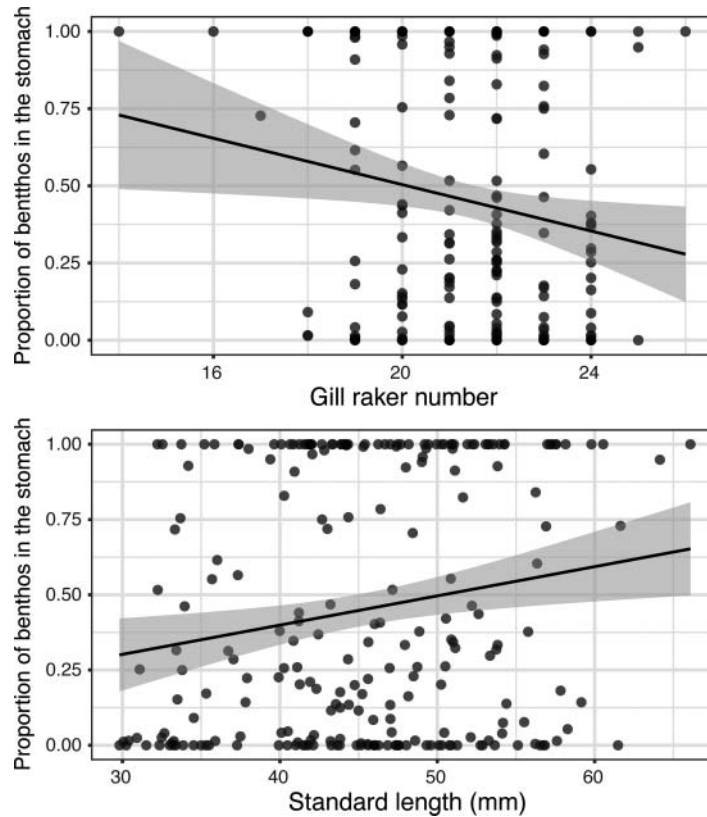 Proportion of bentthos in the stomach
1.00
0.75
0.50
0.25
0.00
16 20 24
Gill raker number
Proportion of benthos in the stomach
1.00
0.75
0.50
0.25
0.00
30 40 50 60
Standard length (mm)